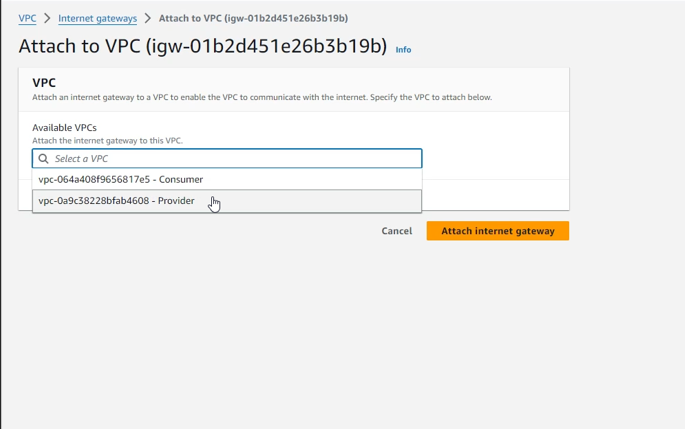 VPC > Internet gateways > Attach to VPC (igw-01b2d451e26b3b19b)
Attach to VPC (igw-01b2d451e26b3b19b) Info
VPC
Attach an internet gateway to a VPC to enable the VPC to communicate with the internet. Specify the VPC to attach below.
Available VPCs
Attach the internet gateway to this VPC.
Select a VPC
vpc-064a408f9656817e5 - Consumer
vpc-0a9c38228bfab4608 - Provider
Cancel Attach internet gateway